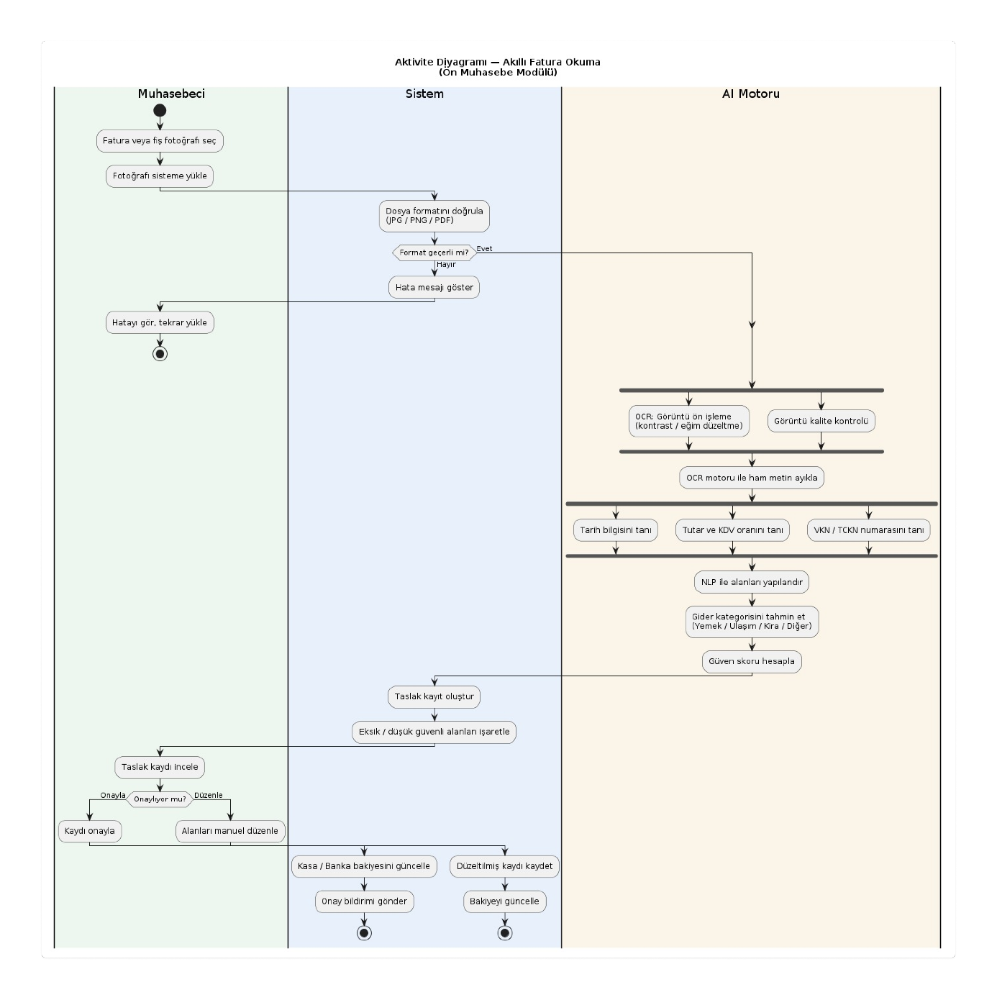 Aktivite Diyagramı — Akıllı Fatura Okuma
(Ön Muhasebe Modülü)
Muhasebeci
Sistem
AI Motoru
Fatura veya fiş fotoğrafı seç
Fotoğrafı sisteme yükle
Dosya formatını doğrula
(JPG / PNG / PDF)
Format geçerli mi?
Evet
Hayır
Hata mesajı göster
Hatayı gör, tekrar yükle
OCR: Görüntü ön işleme
(kontrast / eğim düzeltme)
Görüntü kalite kontrolü
OCR motoru ile ham metin ayıkla
Tarih bilgisini tanı
Tutar ve KDV oranını tanı
VKN / TCKN numarasını tanı
NLP ile alanları yapılandır
Gider kategorisini tahmin et
(Yemek / Ulaşım / Kira / Diğer)
Güven skoru hesapla
Taslak kayıt oluştur
Eksik / düşük güvenli alanları işaretle
Taslak kaydı incele
Onayla
Onaylıyor mu?
Düzenle
Kaydı onayla
Alanları manuel düzenle
Kasa / Banka bakiyesini güncelle
Düzeltilmiş kaydı kaydet
Onay bildirimi gönder
Bakiyeyi güncelle